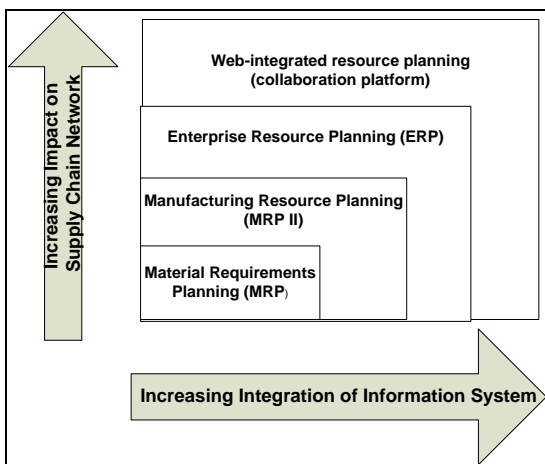 Web-integrated resource planning
(collaboration platform)
Enterprise Resource Planning (ERP)
Manufacturing Resource Planning
(MRP II)
Material Requirements
Planning (MRP)
Increasing Impact on
Supply Chain Network
Increasing Integration of Information System